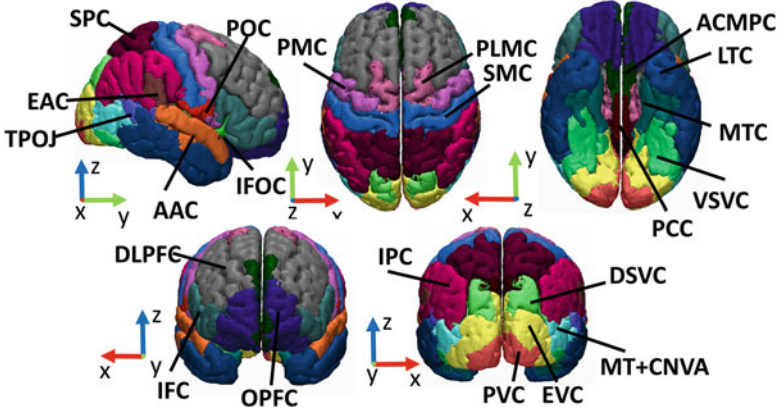 SPC
POC
EAC
TPOJ
AAC
IFOC
z
x
y
PMC
PLMC
SMC
y
z
x
ACMPC
LTC
MTC
VSVC
PCC
y
x
z
DLPFC
IFC
OPFC
z
x
y
IPC
DSVC
MT+CNVA
PVC
EVC
z
y
x